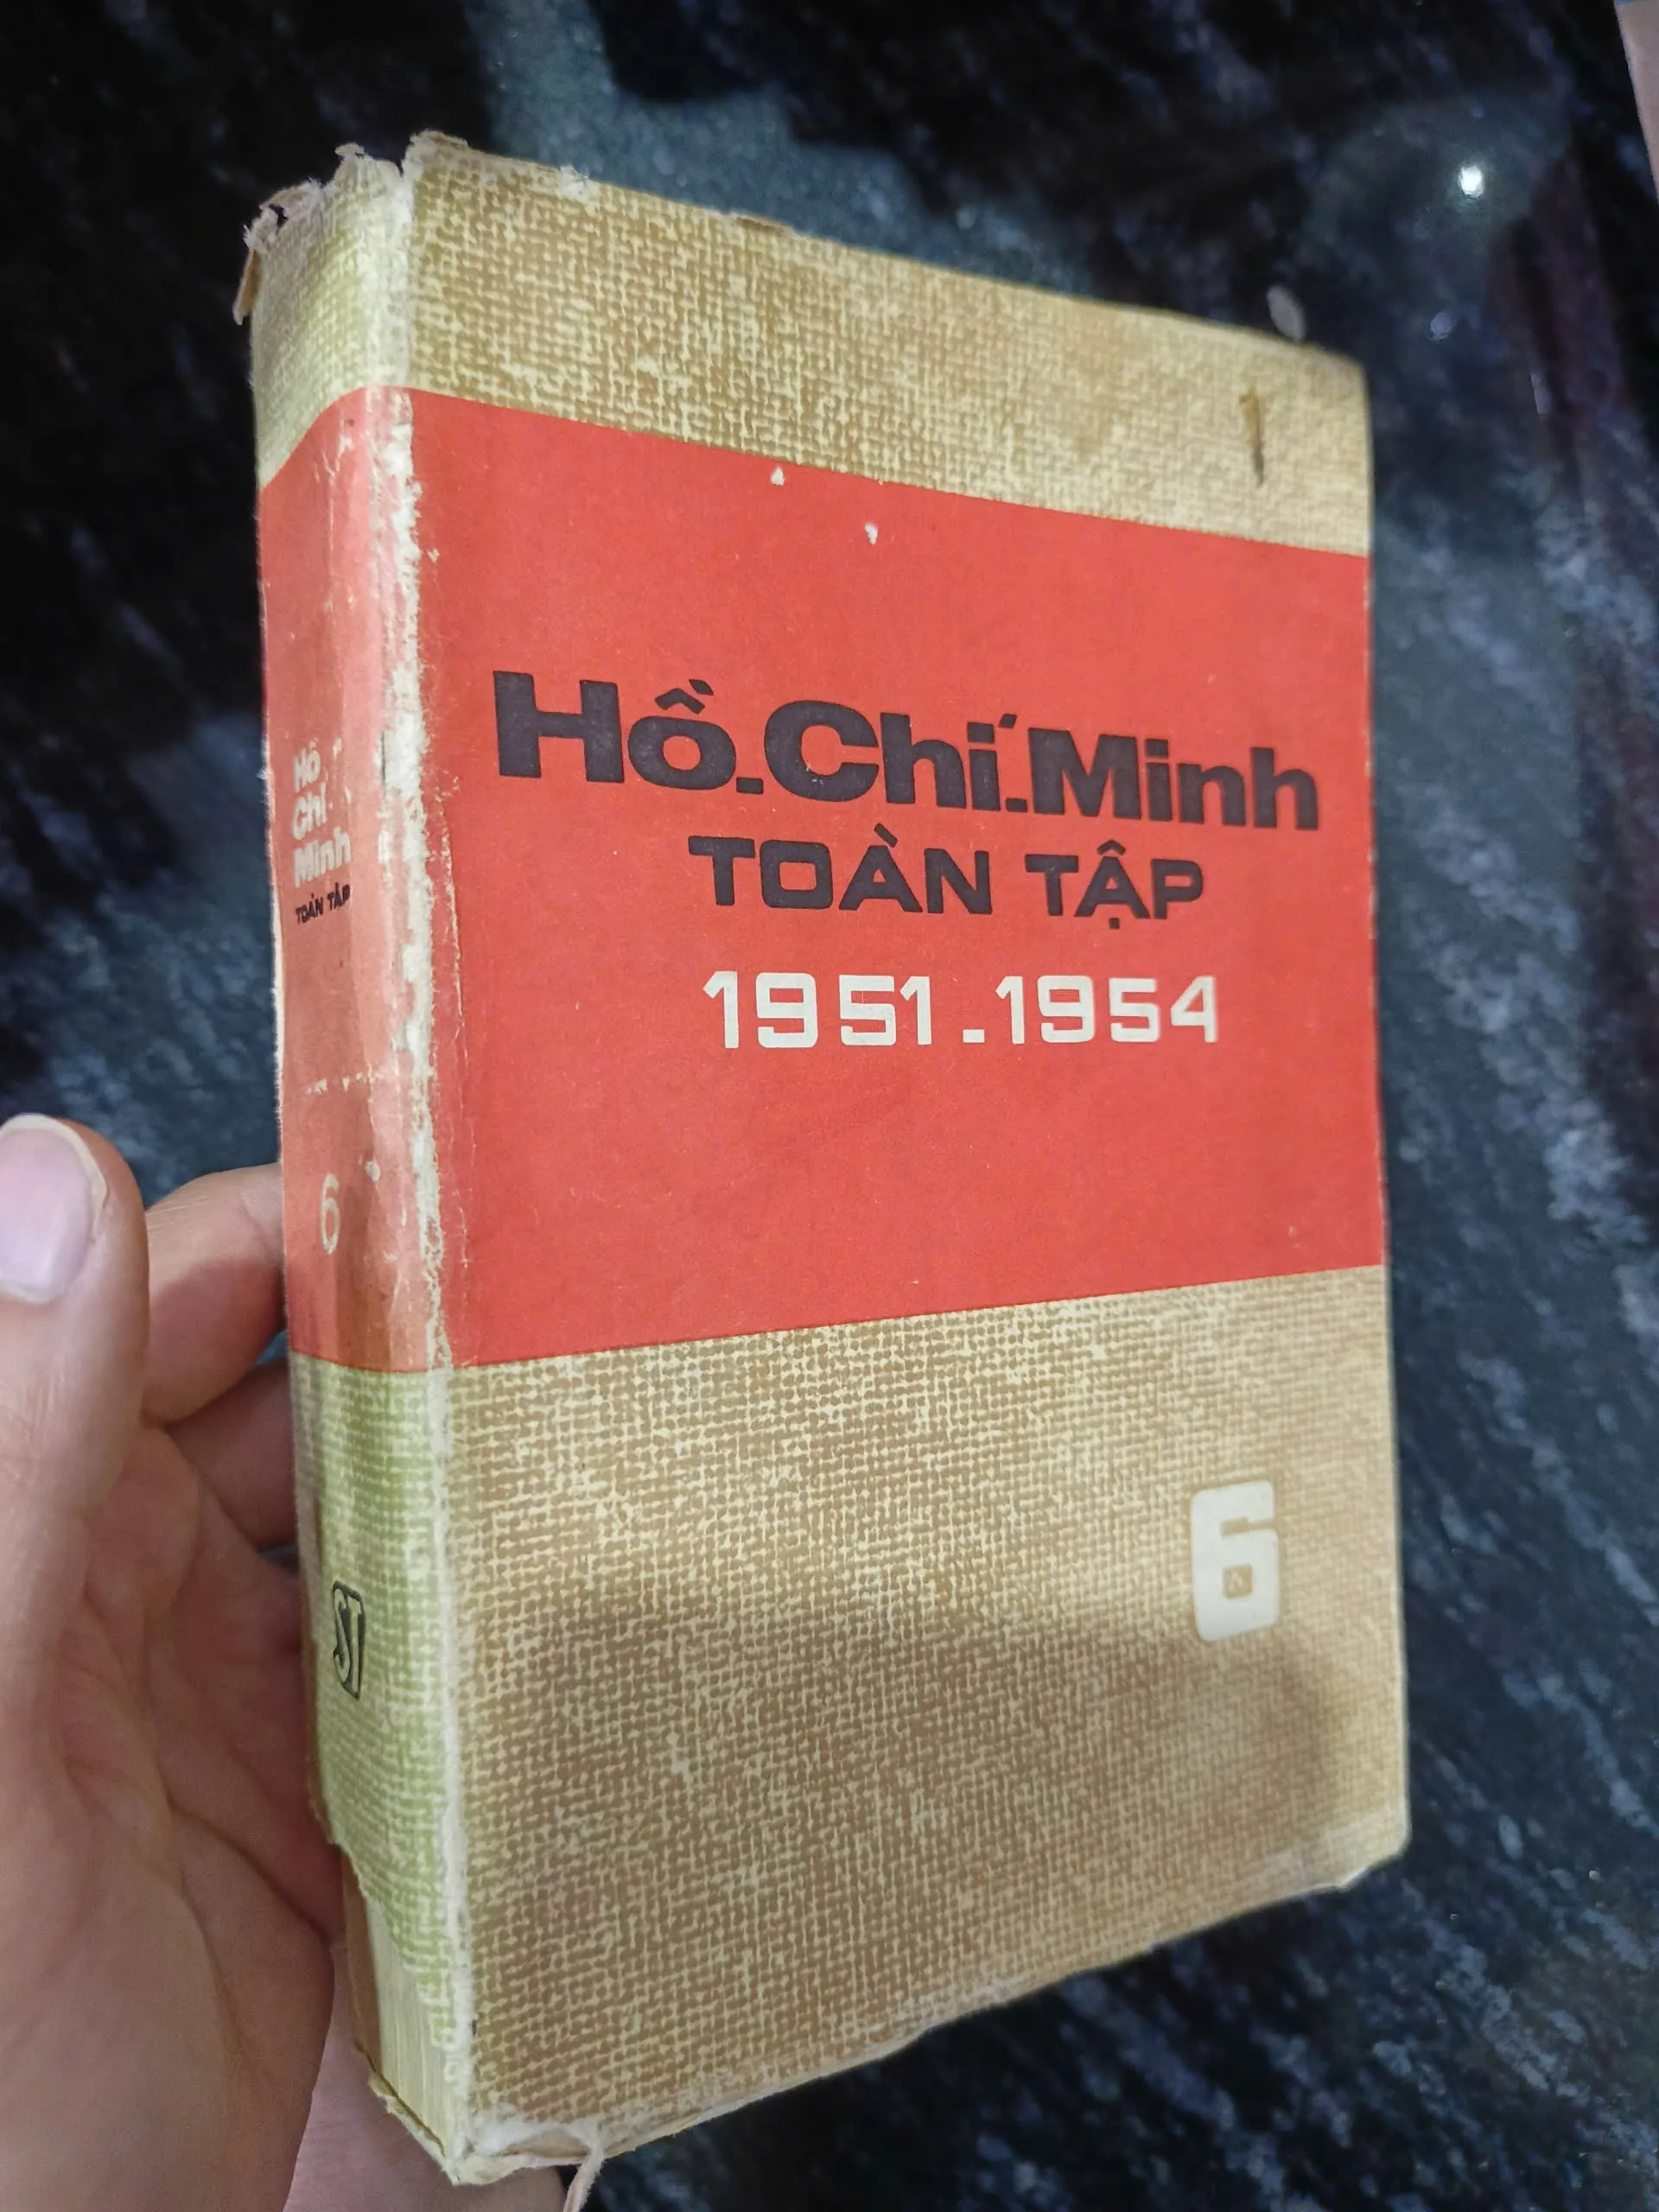 Hồ.Chí.Minh
TOÀN TẬP
1951.1954
6
Hồ
Chí
Minh
TOÀN TẬP
6
ST